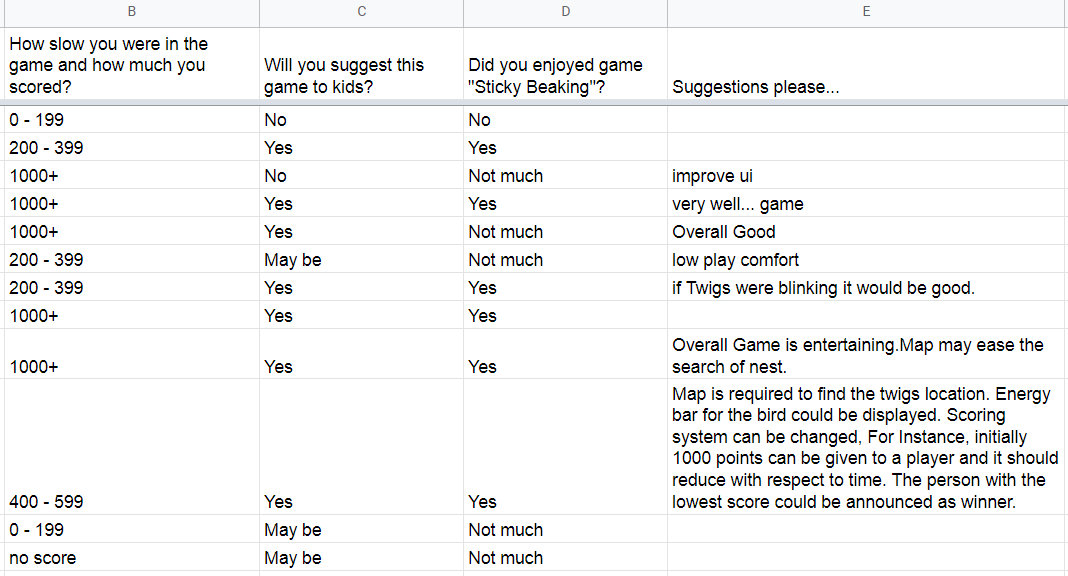 B C D E
How slow you were in the
game and how much you
scored?
Will you suggest this
game to kids?
Did you enjoyed game
"Sticky Beaking"?
Suggestions please...
0 - 199 No No
200 - 399 Yes Yes
1000+ No Not much improve ui
1000+ Yes Yes very well... game
1000+ Yes Not much Overall Good
200 - 399 May be Not much low play comfort
200 - 399 Yes Yes if Twigs were blinking it would be good.
1000+ Yes Yes
Overall Game is entertaining.Map may ease the
1000+ Yes Yes search of nest.
Map is required to find the twigs location. Energy
bar for the bird could be displayed. Scoring
system can be changed, For Instance, initially
1000 points can be given to a player and it should
reduce with respect to time. The person with the
400 - 599 Yes Yes lowest score could be announced as winner.
0 - 199 May be Not much
no score May be Not much